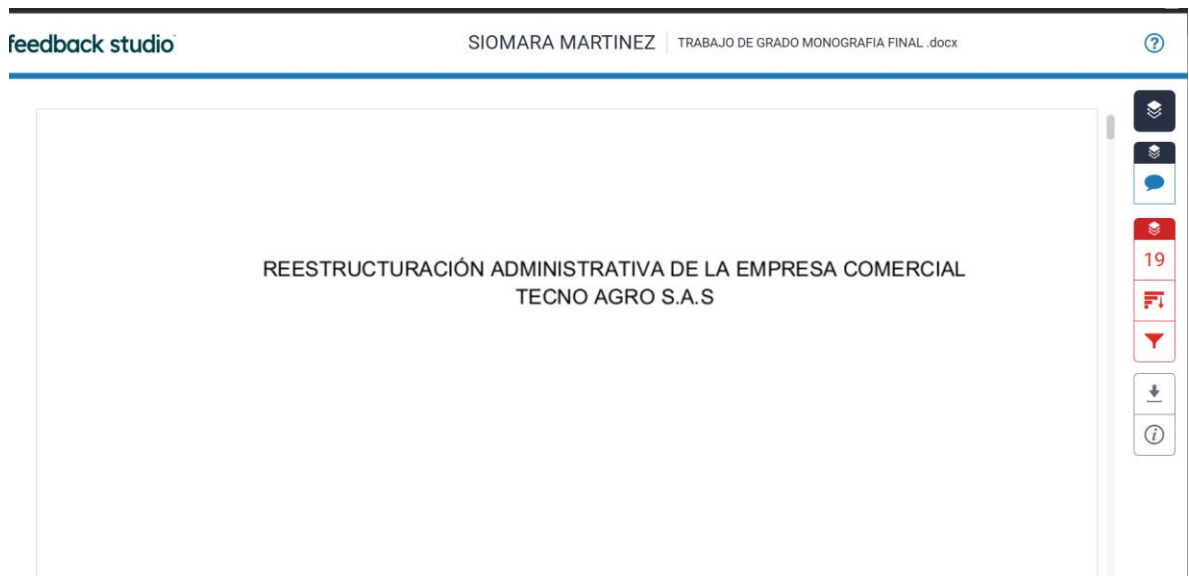 feedback studio
SIOMARA MARTINEZ
TRABAJO DE GRADO MONOGRAFIA FINAL .docx
?
REESTRUCTURACIÓN ADMINISTRATIVA DE LA EMPRESA COMERCIAL
TECNO AGRO S.A.S
19
i